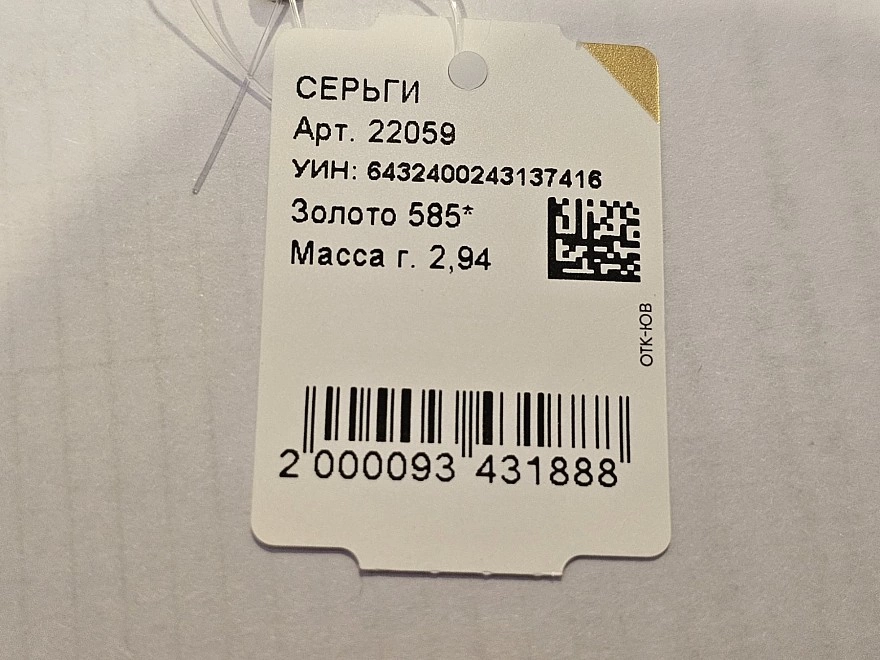 СЕРЬГИ
Арт. 22059
УИН: 6432400243137416
Золото 585*
Масса г. 2,94
ОТК-ЮВ
2 000093 431888